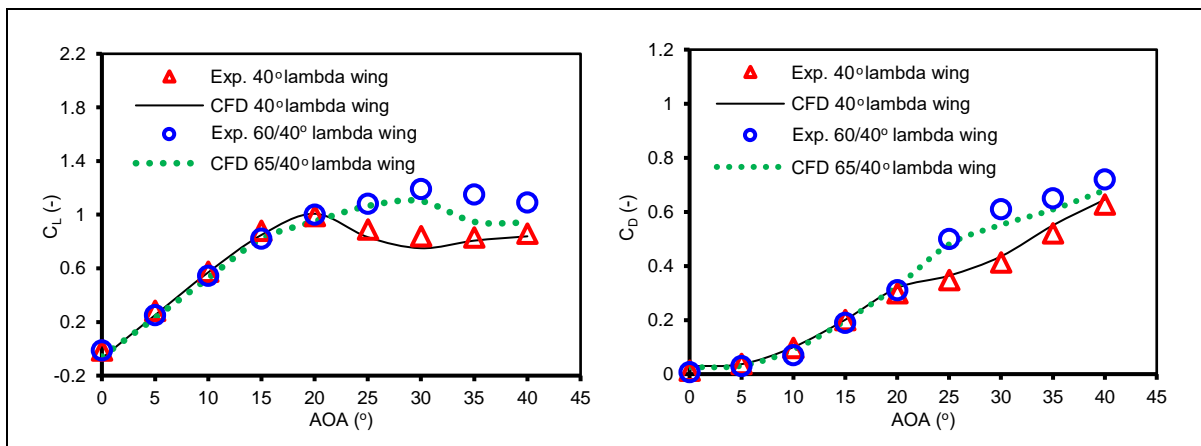 2.2
1.8
1.4
1
0.6
0.2
-0.2
C_L (-)
Exp. 40° lambda wing
CFD 40° lambda wing
Exp. 60/40° lambda wing
CFD 65/40° lambda wing
0 5 10 15 20 25 30 35 40 45
AOA (°)
1.2
1
0.8
0.6
0.4
0.2
0
C_D (-)
Exp. 40° lambda wing
CFD 40° lambda wing
Exp. 60/40° lambda wing
CFD 65/40° lambda wing
0 5 10 15 20 25 30 35 40 45
AOA (°)